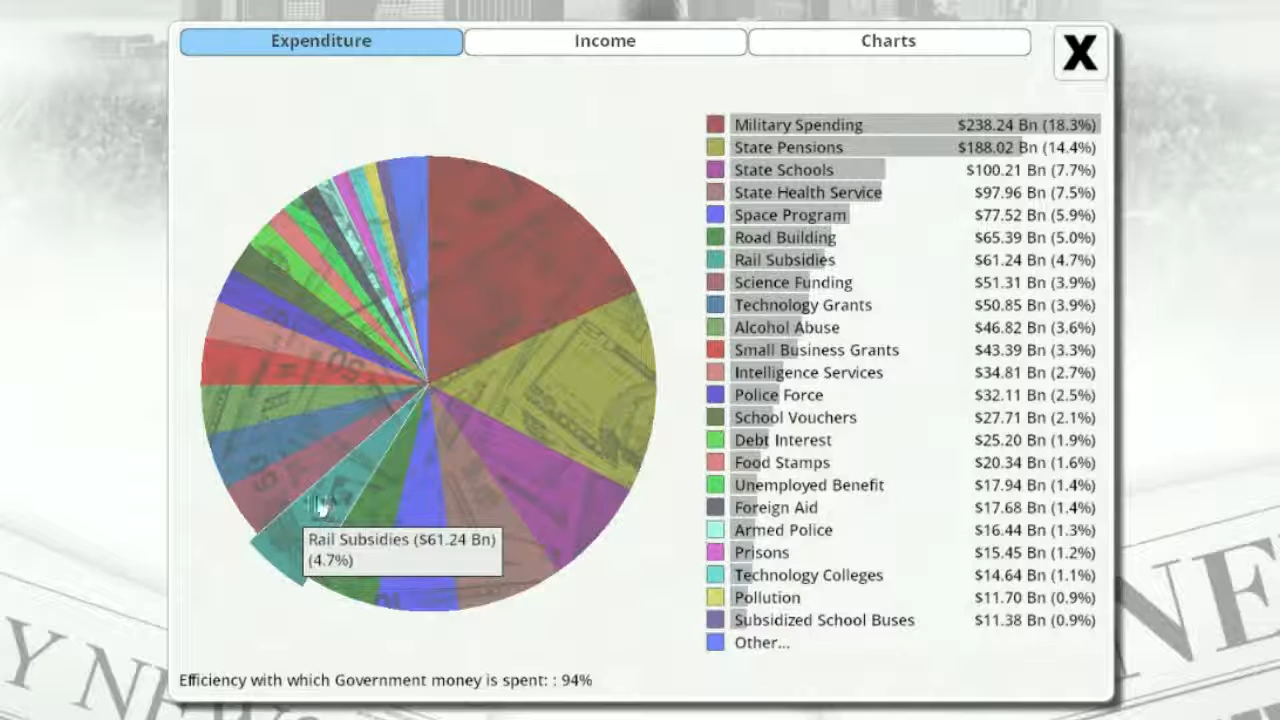 Expenditure
Income
Charts
X
Military Spending $238.24 Bn (18.3%)
State Pensions $188.02 Bn (14.4%)
State Schools $100.21 Bn (7.7%)
State Health Service $97.96 Bn (7.5%)
Space Program $77.52 Bn (5.9%)
Road Building $65.39 Bn (5.0%)
Rail Subsidies $61.24 Bn (4.7%)
Science Funding $51.31 Bn (3.9%)
Technology Grants $50.85 Bn (3.9%)
Alcohol Abuse $46.82 Bn (3.6%)
Small Business Grants $43.39 Bn (3.3%)
Intelligence Services $34.81 Bn (2.7%)
Police Force $32.11 Bn (2.5%)
School Vouchers $27.71 Bn (2.1%)
Debt Interest $25.20 Bn (1.9%)
Food Stamps $20.34 Bn (1.6%)
Unemployed Benefit $17.94 Bn (1.4%)
Foreign Aid $17.68 Bn (1.4%)
Armed Police $16.44 Bn (1.3%)
Prisons $15.45 Bn (1.2%)
Technology Colleges $14.64 Bn (1.1%)
Pollution $11.70 Bn (0.9%)
Subsidized School Buses $11.38 Bn (0.9%)
Other...
Rail Subsidies ($61.24 Bn)
(4.7%)
Efficiency with which Government money is spent: : 94%
Y NEWS
NE